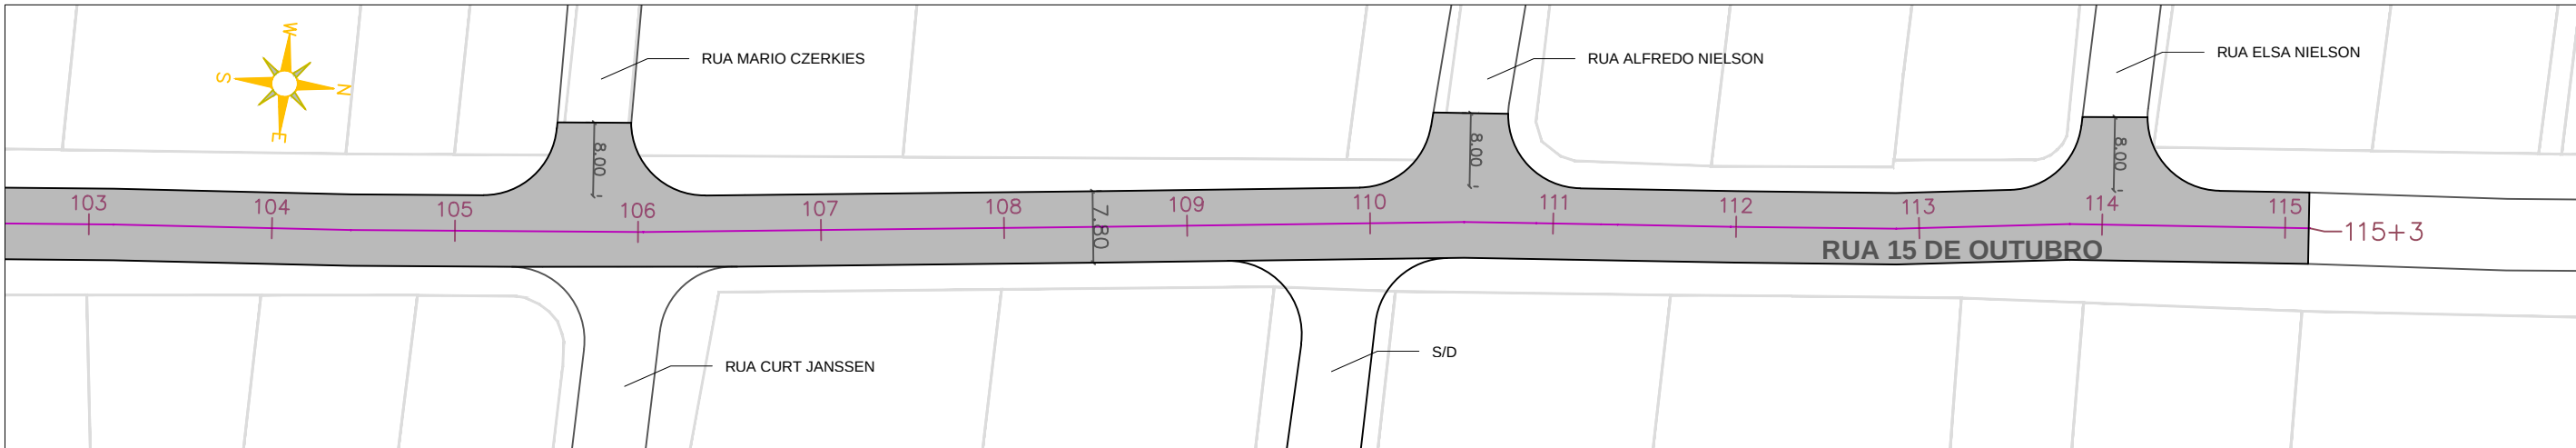 W
S
N
E
RUA MARIO CZERKIES
RUA ALFREDO NIELSON
RUA ELSA NIELSON
8.00
8.00
8.00
103
104
105
106
107
108
109
110
111
112
113
114
115
7.80
115+3
RUA 15 DE OUTUBRO
RUA CURT JANSSEN
S/D